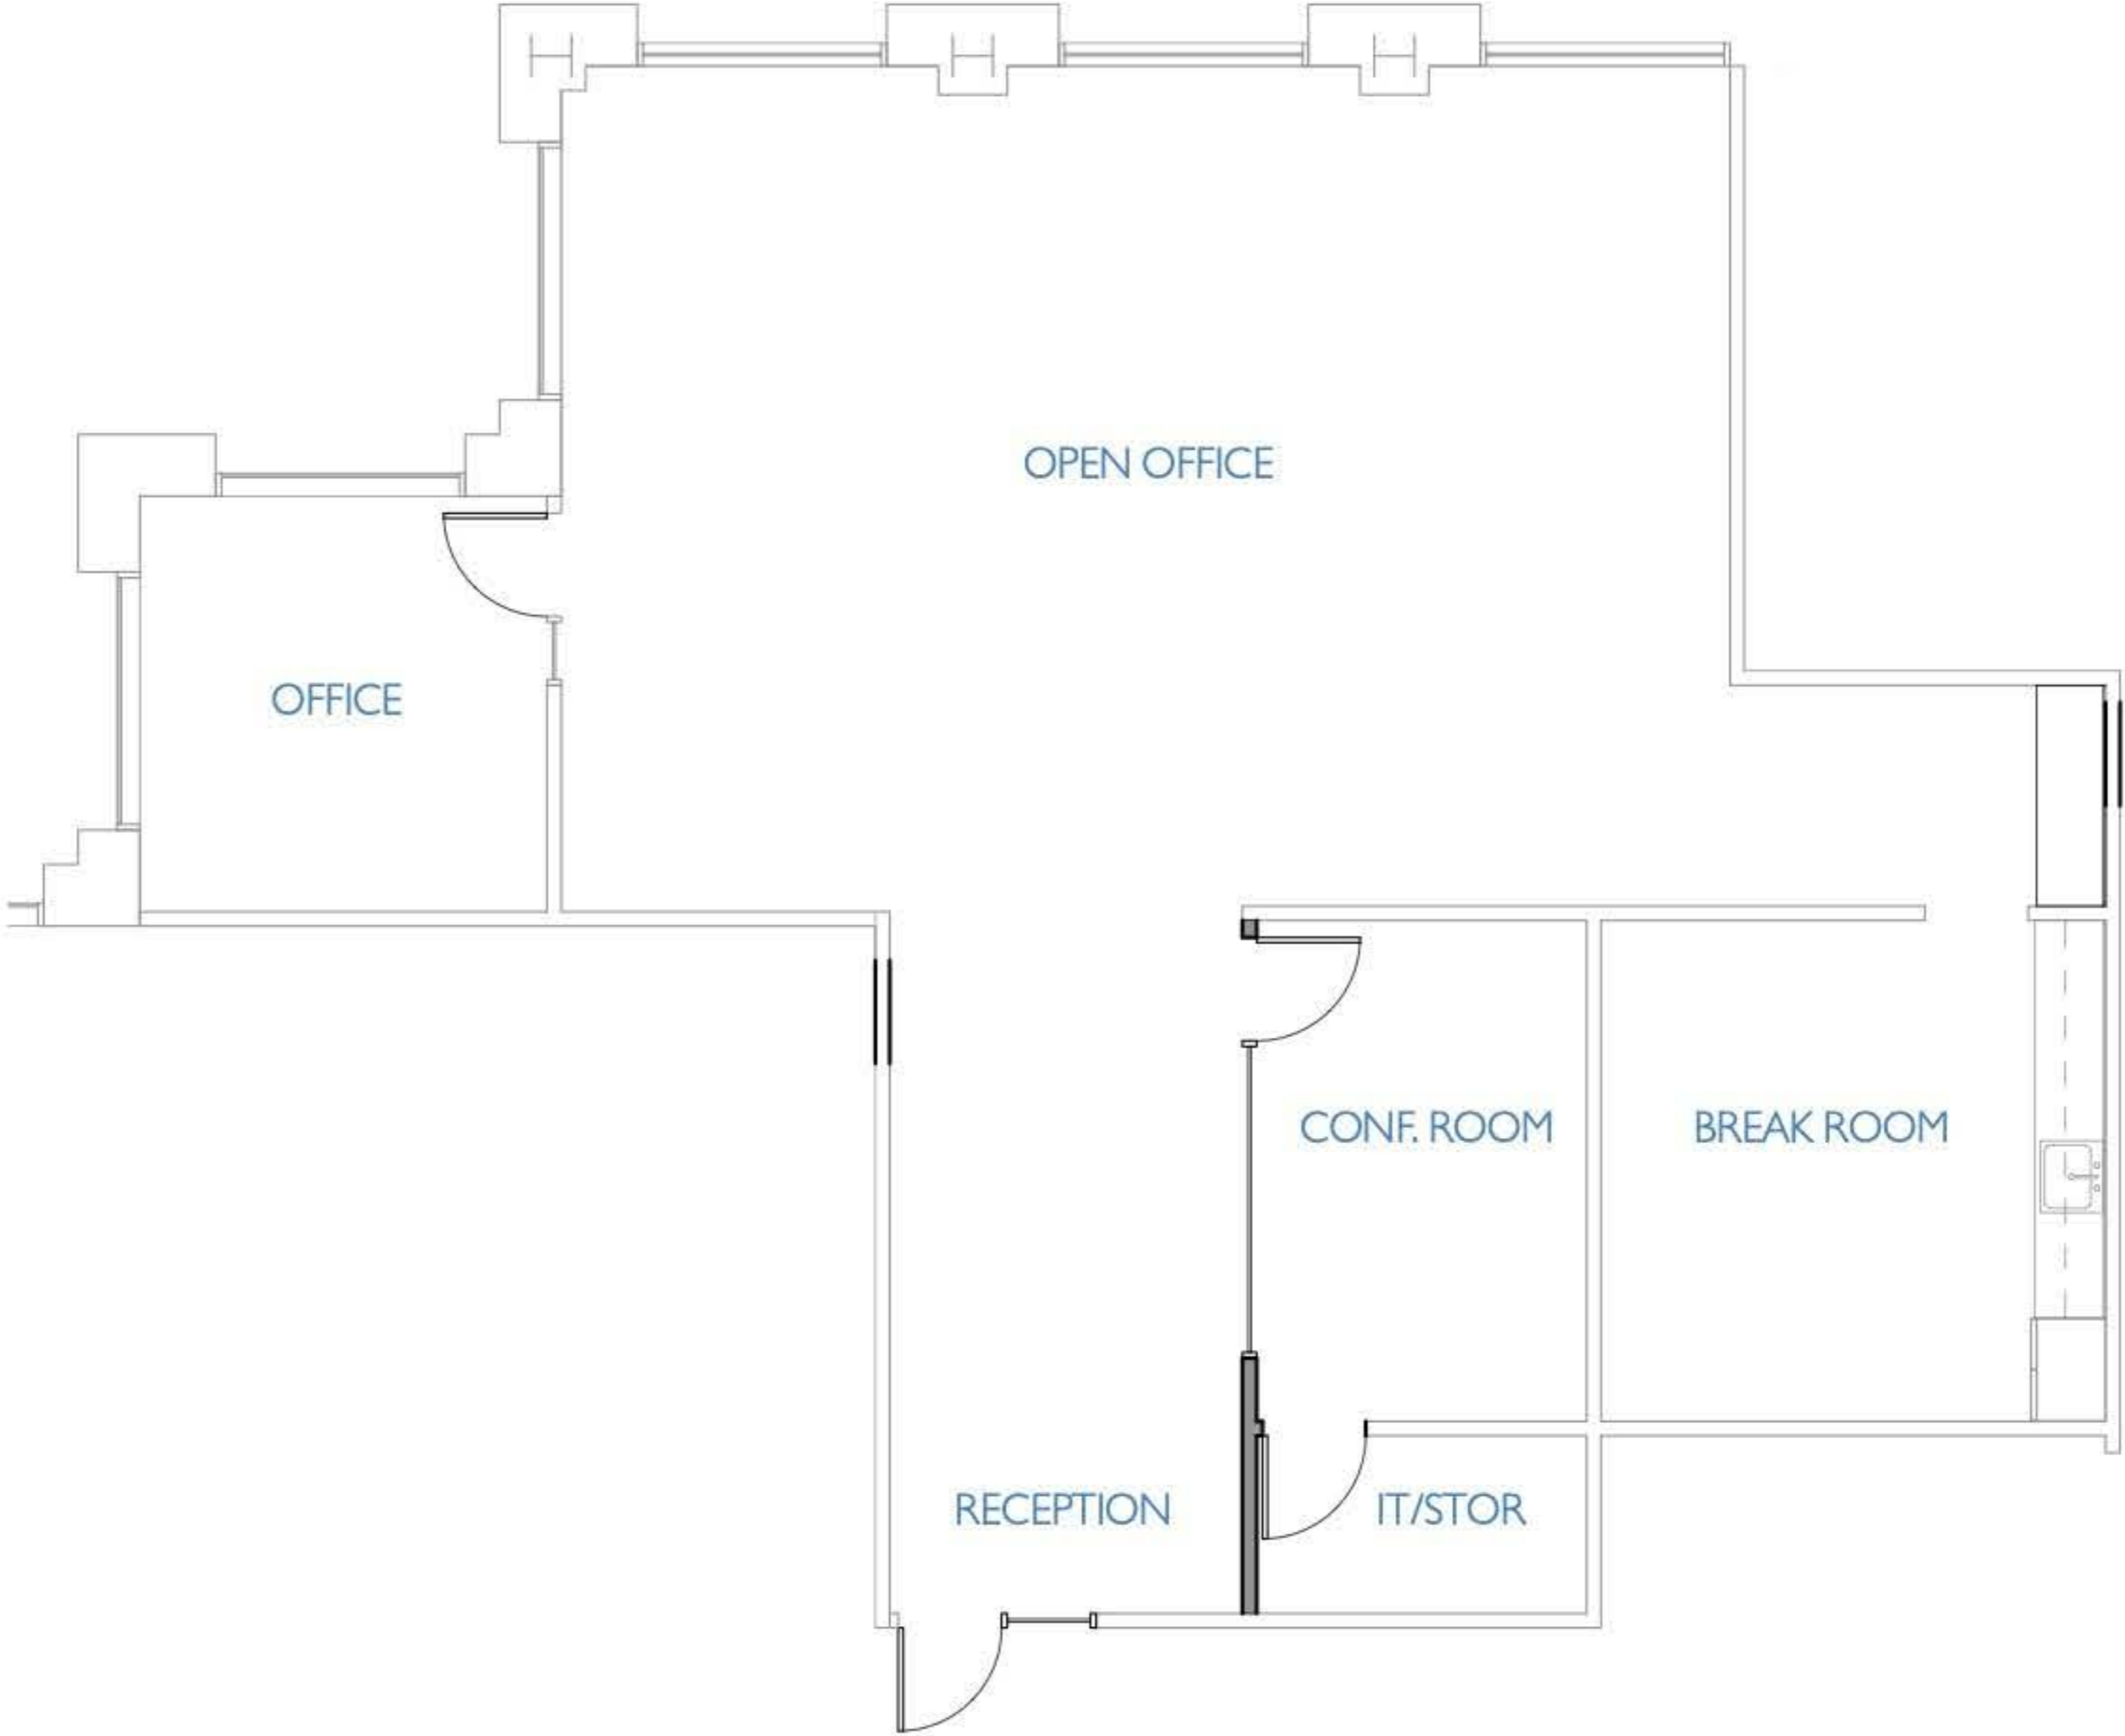 OPEN OFFICE
OFFICE
CONF. ROOM
BREAK ROOM
RECEPTION
IT/STOR